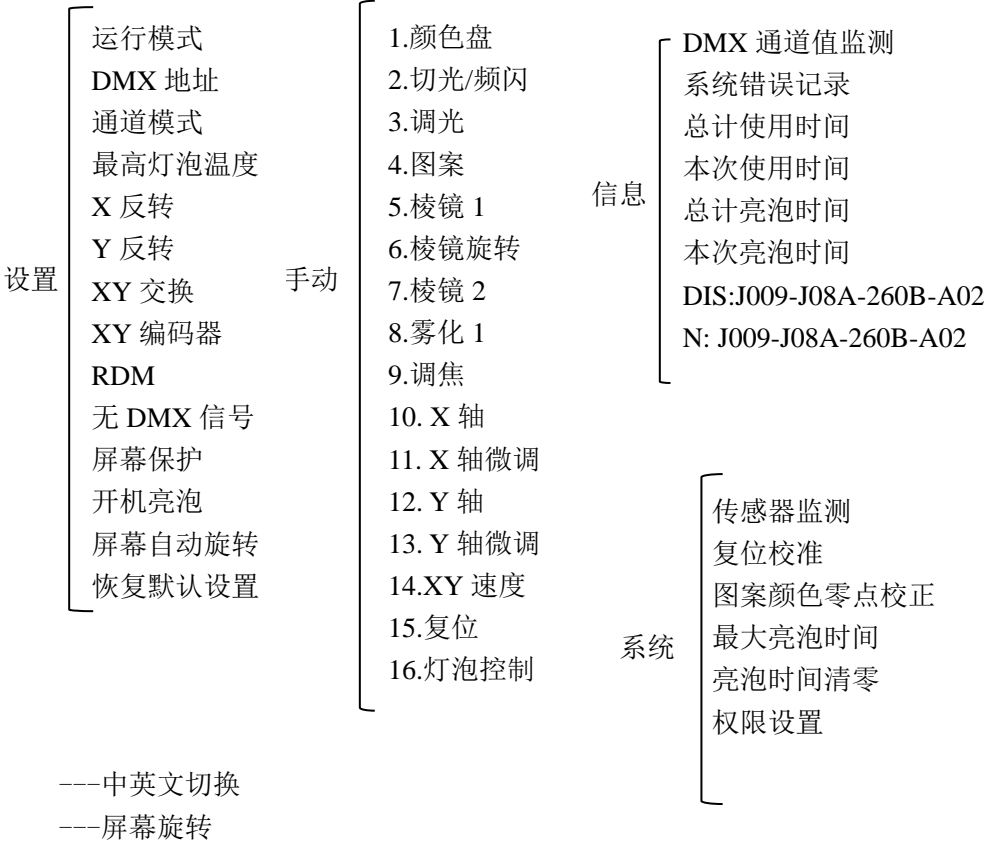 设置
运行模式
DMX 地址
通道模式
最高灯泡温度
X 反转
Y 反转
XY 交换
XY 编码器
RDM
无 DMX 信号
屏幕保护
开机亮泡
屏幕自动旋转
恢复默认设置
手动
1.颜色盘
2.切光/频闪
3.调光
4.图案
5.棱镜 1
6.棱镜旋转
7.棱镜 2
8.雾化 1
9.调焦
10. X 轴
11. X 轴微调
12. Y 轴
13. Y 轴微调
14.XY 速度
15.复位
16.灯泡控制
信息
DMX 通道值监测
系统错误记录
总计使用时间
本次使用时间
总计亮泡时间
本次亮泡时间
DIS:J009-J08A-260B-A02
N: J009-J08A-260B-A02
系统
传感器监测
复位校准
图案颜色零点校正
最大亮泡时间
亮泡时间清零
权限设置
---中英文切换
---屏幕旋转